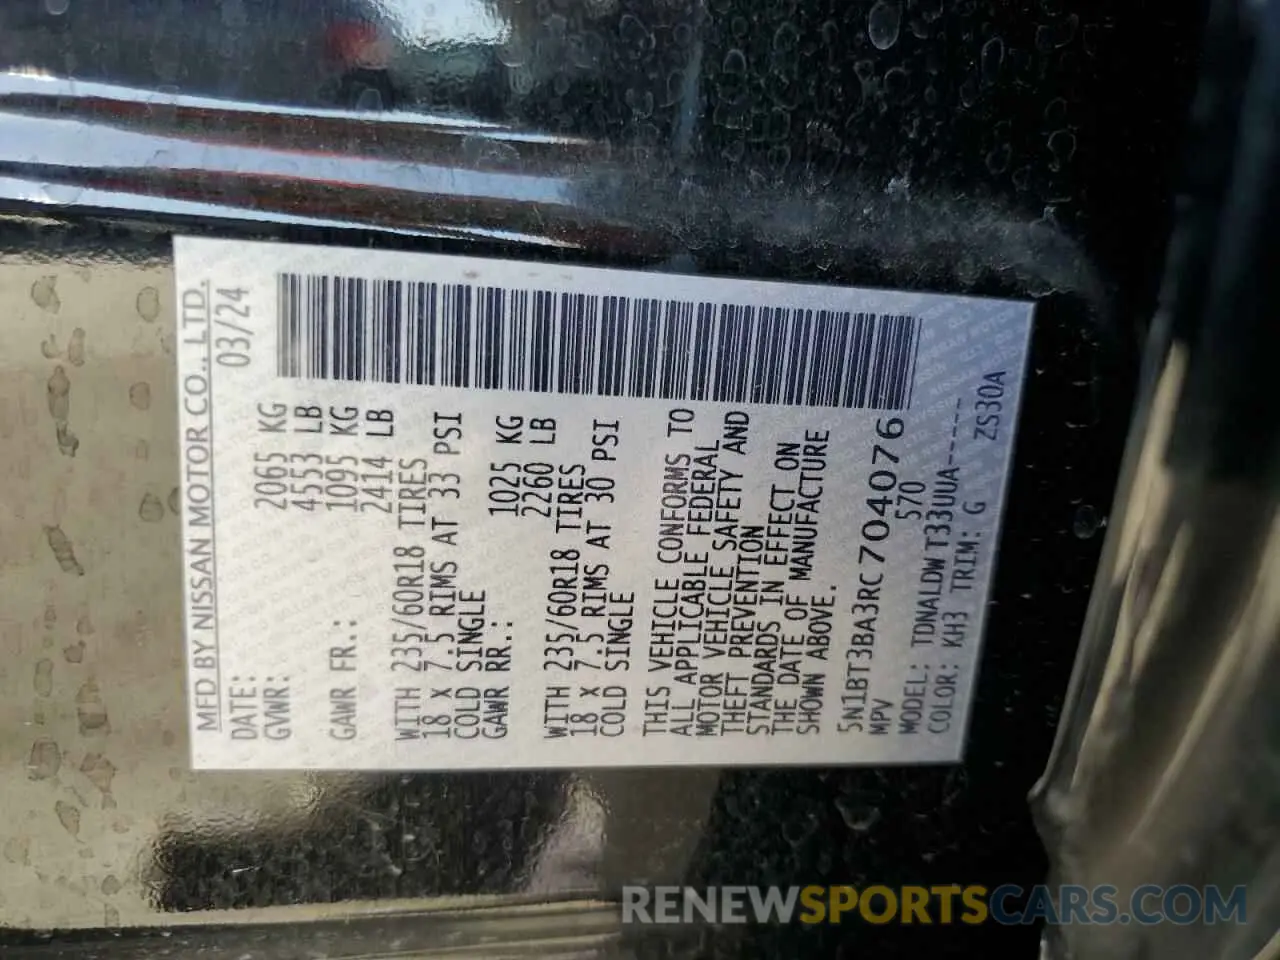 MFD BY NISSAN MOTOR CO., LTD.
DATE: 03/24
GVWR: 2065 KG
4553 LB
GAWR FR.: 1095 KG
2414 LB
WITH 235/60R18 TIRES
18 X 7.5 RIMS AT 33 PSI
COLD SINGLE
GAWR RR.: 1025 KG
2260 LB
WITH 235/60R18 TIRES
18 X 7.5 RIMS AT 30 PSI
COLD SINGLE
THIS VEHICLE CONFORMS TO
ALL APPLICABLE FEDERAL
MOTOR VEHICLE SAFETY AND
THEFT PREVENTION
STANDARDS IN EFFECT ON
THE DATE OF MANUFACTURE
SHOWN ABOVE.
5N1BT3BA3RC704076
MPV 570
MODEL: TDNALDWT33UUA-----
COLOR: KH3 TRIM: G ZS30A
RENEWSPORTSCARS.COM